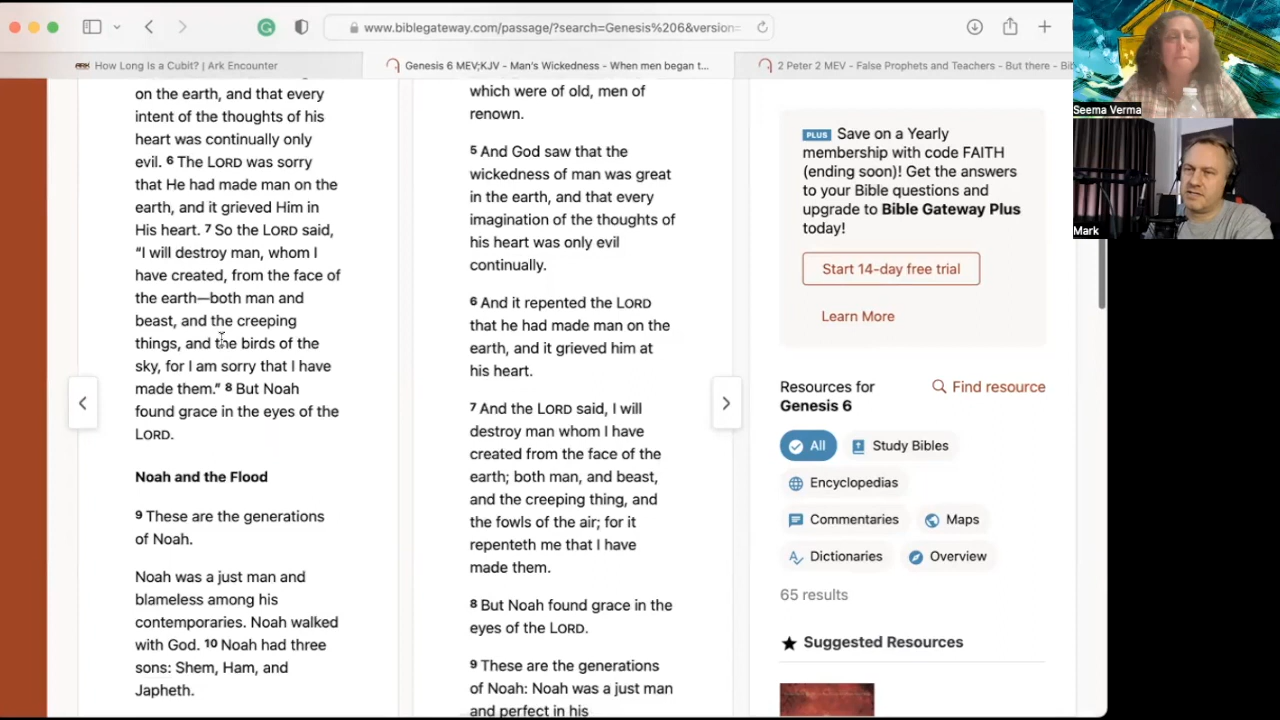 www.biblegateway.com/passage/?search=Genesis%206&version=
How Long Is a Cubit? | Ark Encounter
Genesis 6 MEV;KJV - Man's Wickedness - When men began t...
2 Peter 2 MEV - False Prophets and Teachers - But there - Bib
on the earth, and that every
intent of the thoughts of his
heart was continually only
evil. 6 The LORD was sorry
that He had made man on the
earth, and it grieved Him in
His heart. 7 So the LORD said,
“I will destroy man, whom I
have created, from the face of
the earth—both man and
beast, and the creeping
things, and the birds of the
sky, for I am sorry that I have
made them.” 8 But Noah
found grace in the eyes of the
LORD.
Noah and the Flood
9 These are the generations
of Noah.
Noah was a just man and
blameless among his
contemporaries. Noah walked
with God. 10 Noah had three
sons: Shem, Ham, and
Japheth.
which were of old, men of
renown.
5 And God saw that the
wickedness of man was great
in the earth, and that every
imagination of the thoughts of
his heart was only evil
continually.
6 And it repented the LORD
that he had made man on the
earth, and it grieved him at
his heart.
7 And the LORD said, I will
destroy man whom I have
created from the face of the
earth; both man, and beast,
and the creeping thing, and
the fowls of the air; for it
repenteth me that I have
made them.
8 But Noah found grace in the
eyes of the LORD.
9 These are the generations
of Noah: Noah was a just man
and perfect in his
PLUS Save on a Yearly
membership with code FAITH
(ending soon)! Get the answers
to your Bible questions and
upgrade to Bible Gateway Plus
today!
Start 14-day free trial
Learn More
Resources for
Genesis 6
Find resource
All
Study Bibles
Encyclopedias
Commentaries
Maps
Dictionaries
Overview
65 results
Suggested Resources
Seema Verma
Mark